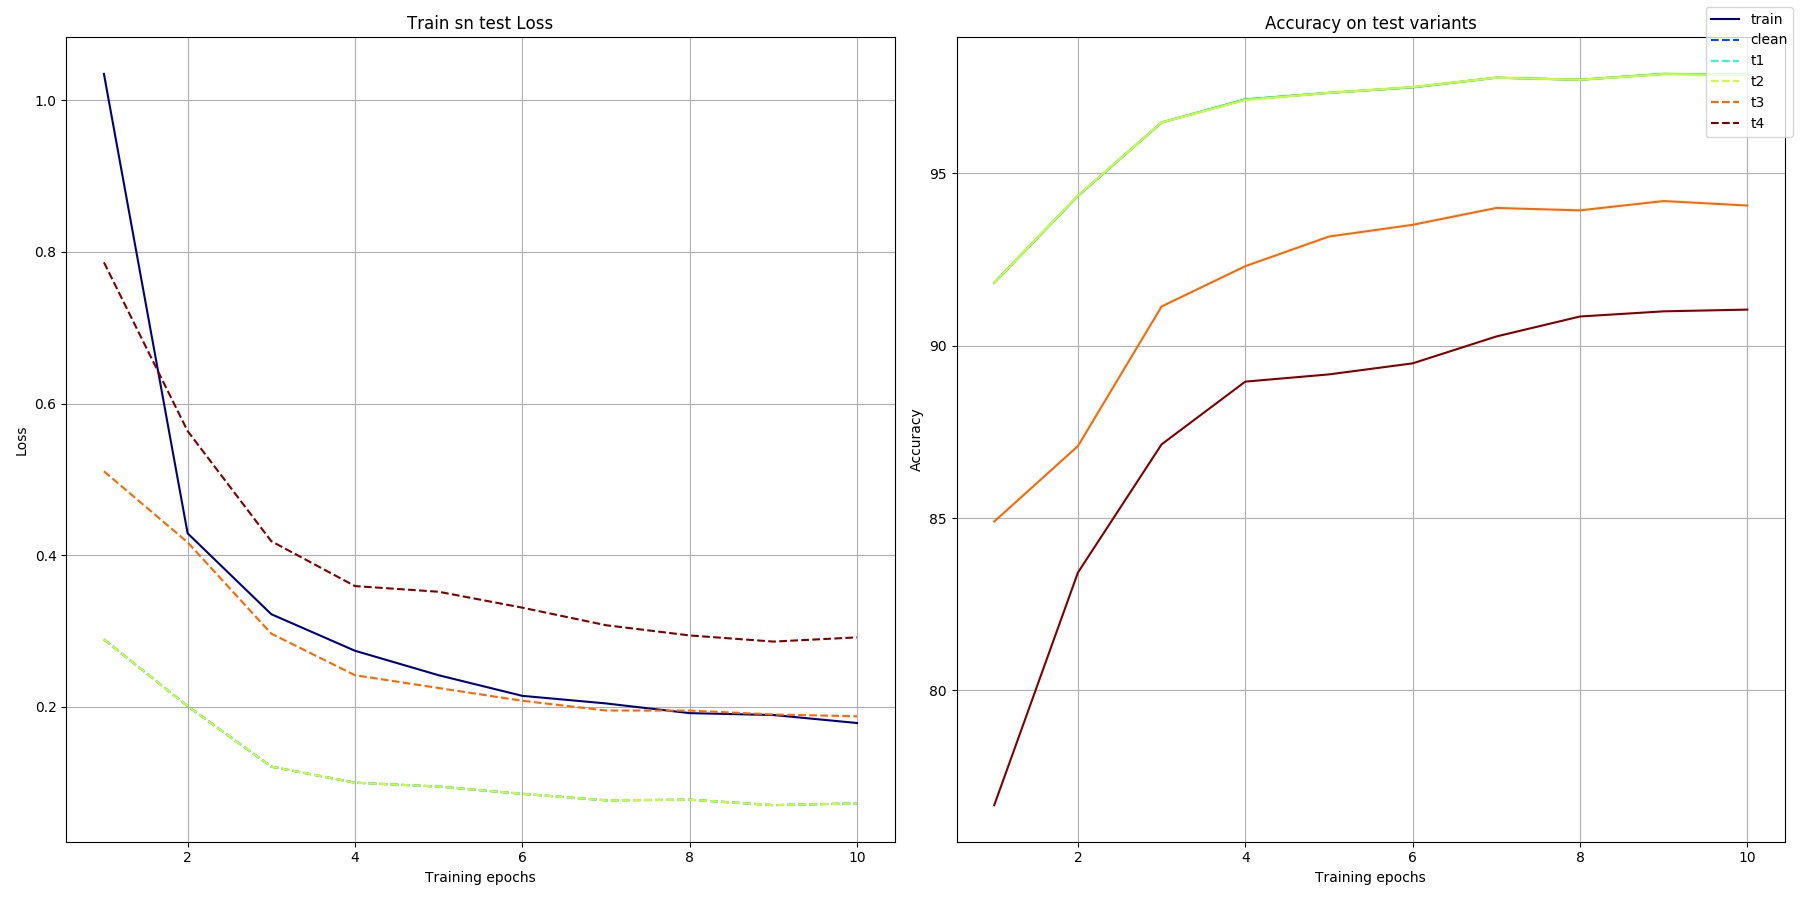 Train sn test Loss
1.0
0.8
0.6
0.4
0.2
Loss
2
4
6
8
10
Training epochs
Accuracy on test variants
95
90
85
80
Accuracy
2
4
6
8
10
Training epochs
train
clean
t1
t2
t3
t4